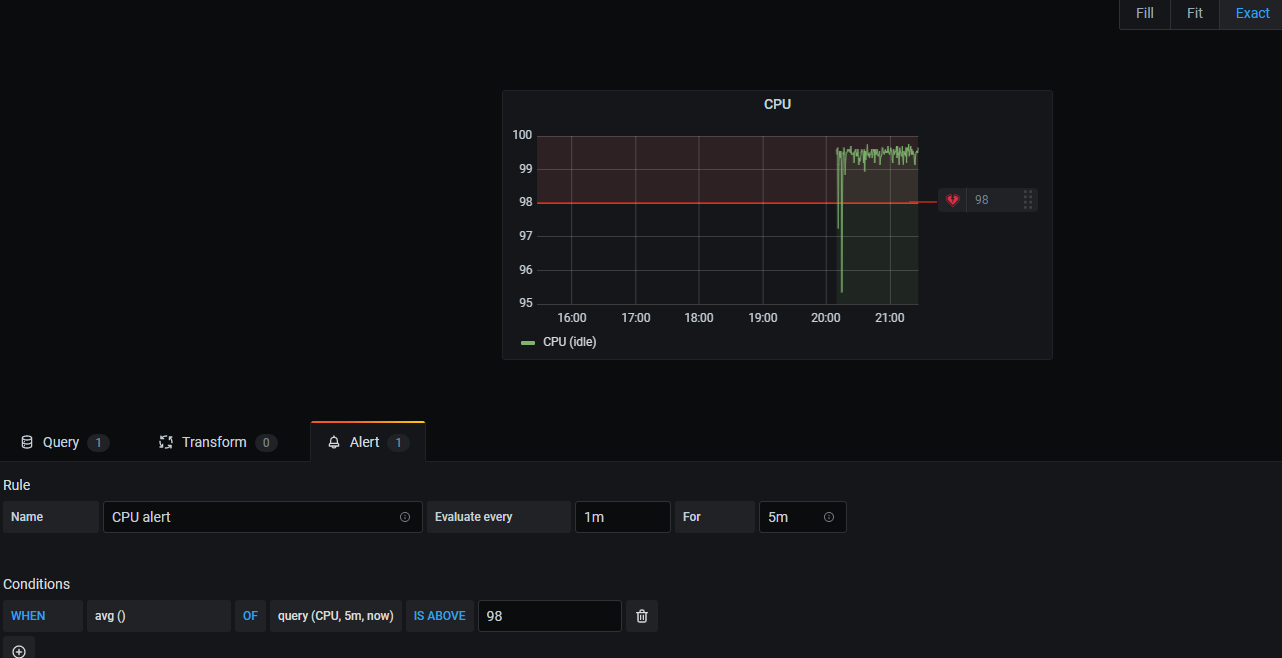 Fill Fit Exact
CPU
100
99
98
97
96
95
98
16:00 17:00 18:00 19:00 20:00 21:00
CPU (idle)
Query 1 Transform 0 Alert 1
Rule
Name CPU alert Evaluate every 1m For 5m
Conditions
WHEN avg () OF query (CPU, 5m, now) IS ABOVE 98